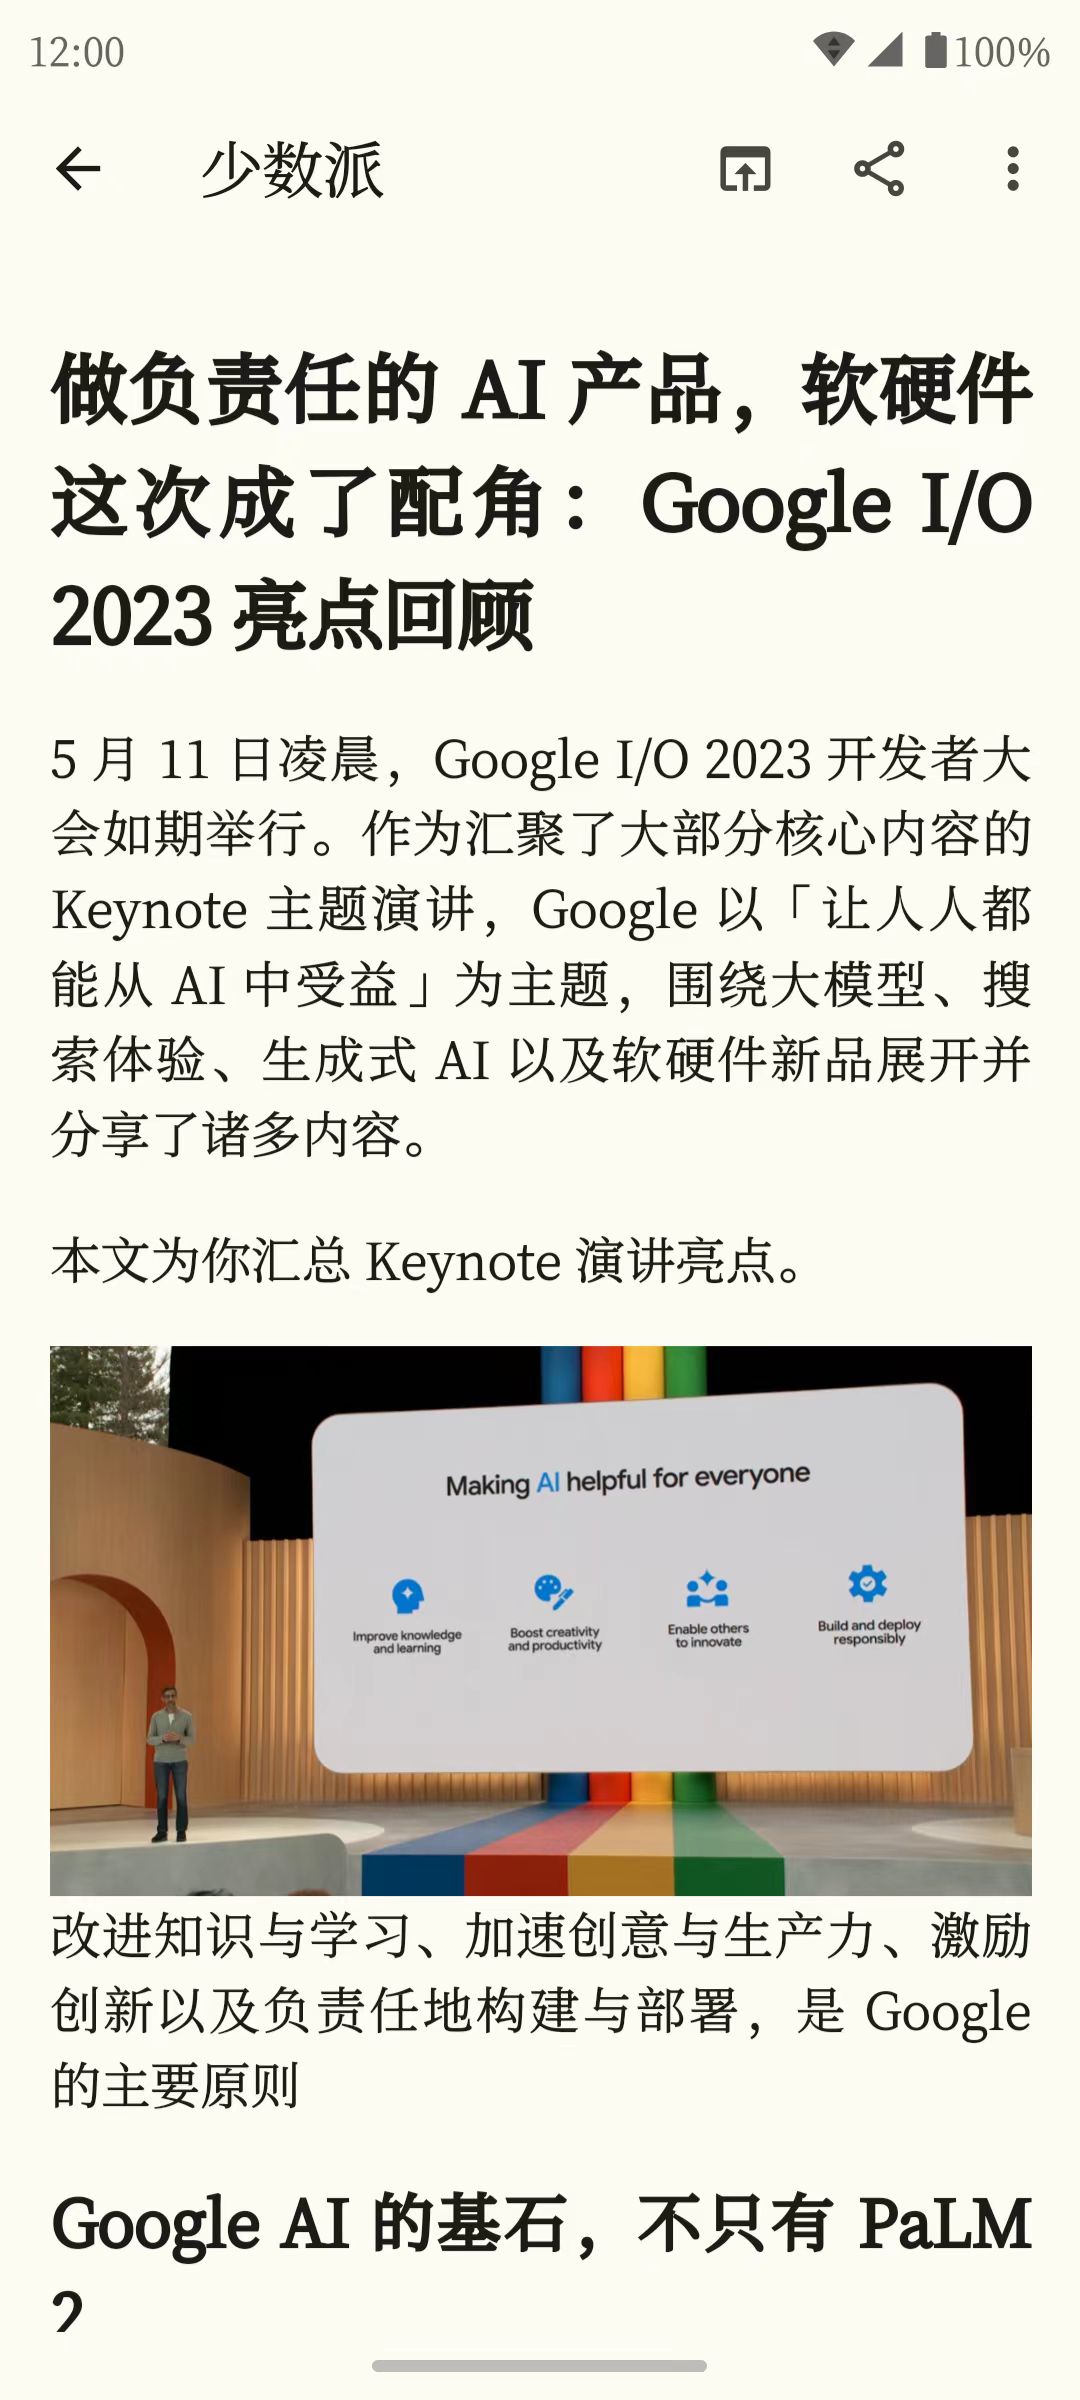 12:00
100%
少数派
做负责任的 AI 产品，软硬件
这次成了配角：Google I/O
2023 亮点回顾
5 月 11 日凌晨，Google I/O 2023 开发者大
会如期举行。作为汇聚了大部分核心内容的
Keynote 主题演讲，Google 以「让人人都
能从 AI 中受益」为主题，围绕大模型、搜
索体验、生成式 AI 以及软硬件新品展开并
分享了诸多内容。
本文为你汇总 Keynote 演讲亮点。
Making AI helpful for everyone
Improve knowledge
and learning
Boost creativity
and productivity
Enable others
to innovate
Build and deploy
responsibly
改进知识与学习、加速创意与生产力、激励
创新以及负责任地构建与部署，是 Google
的主要原则
Google AI 的基石，不只有 PaLM
2